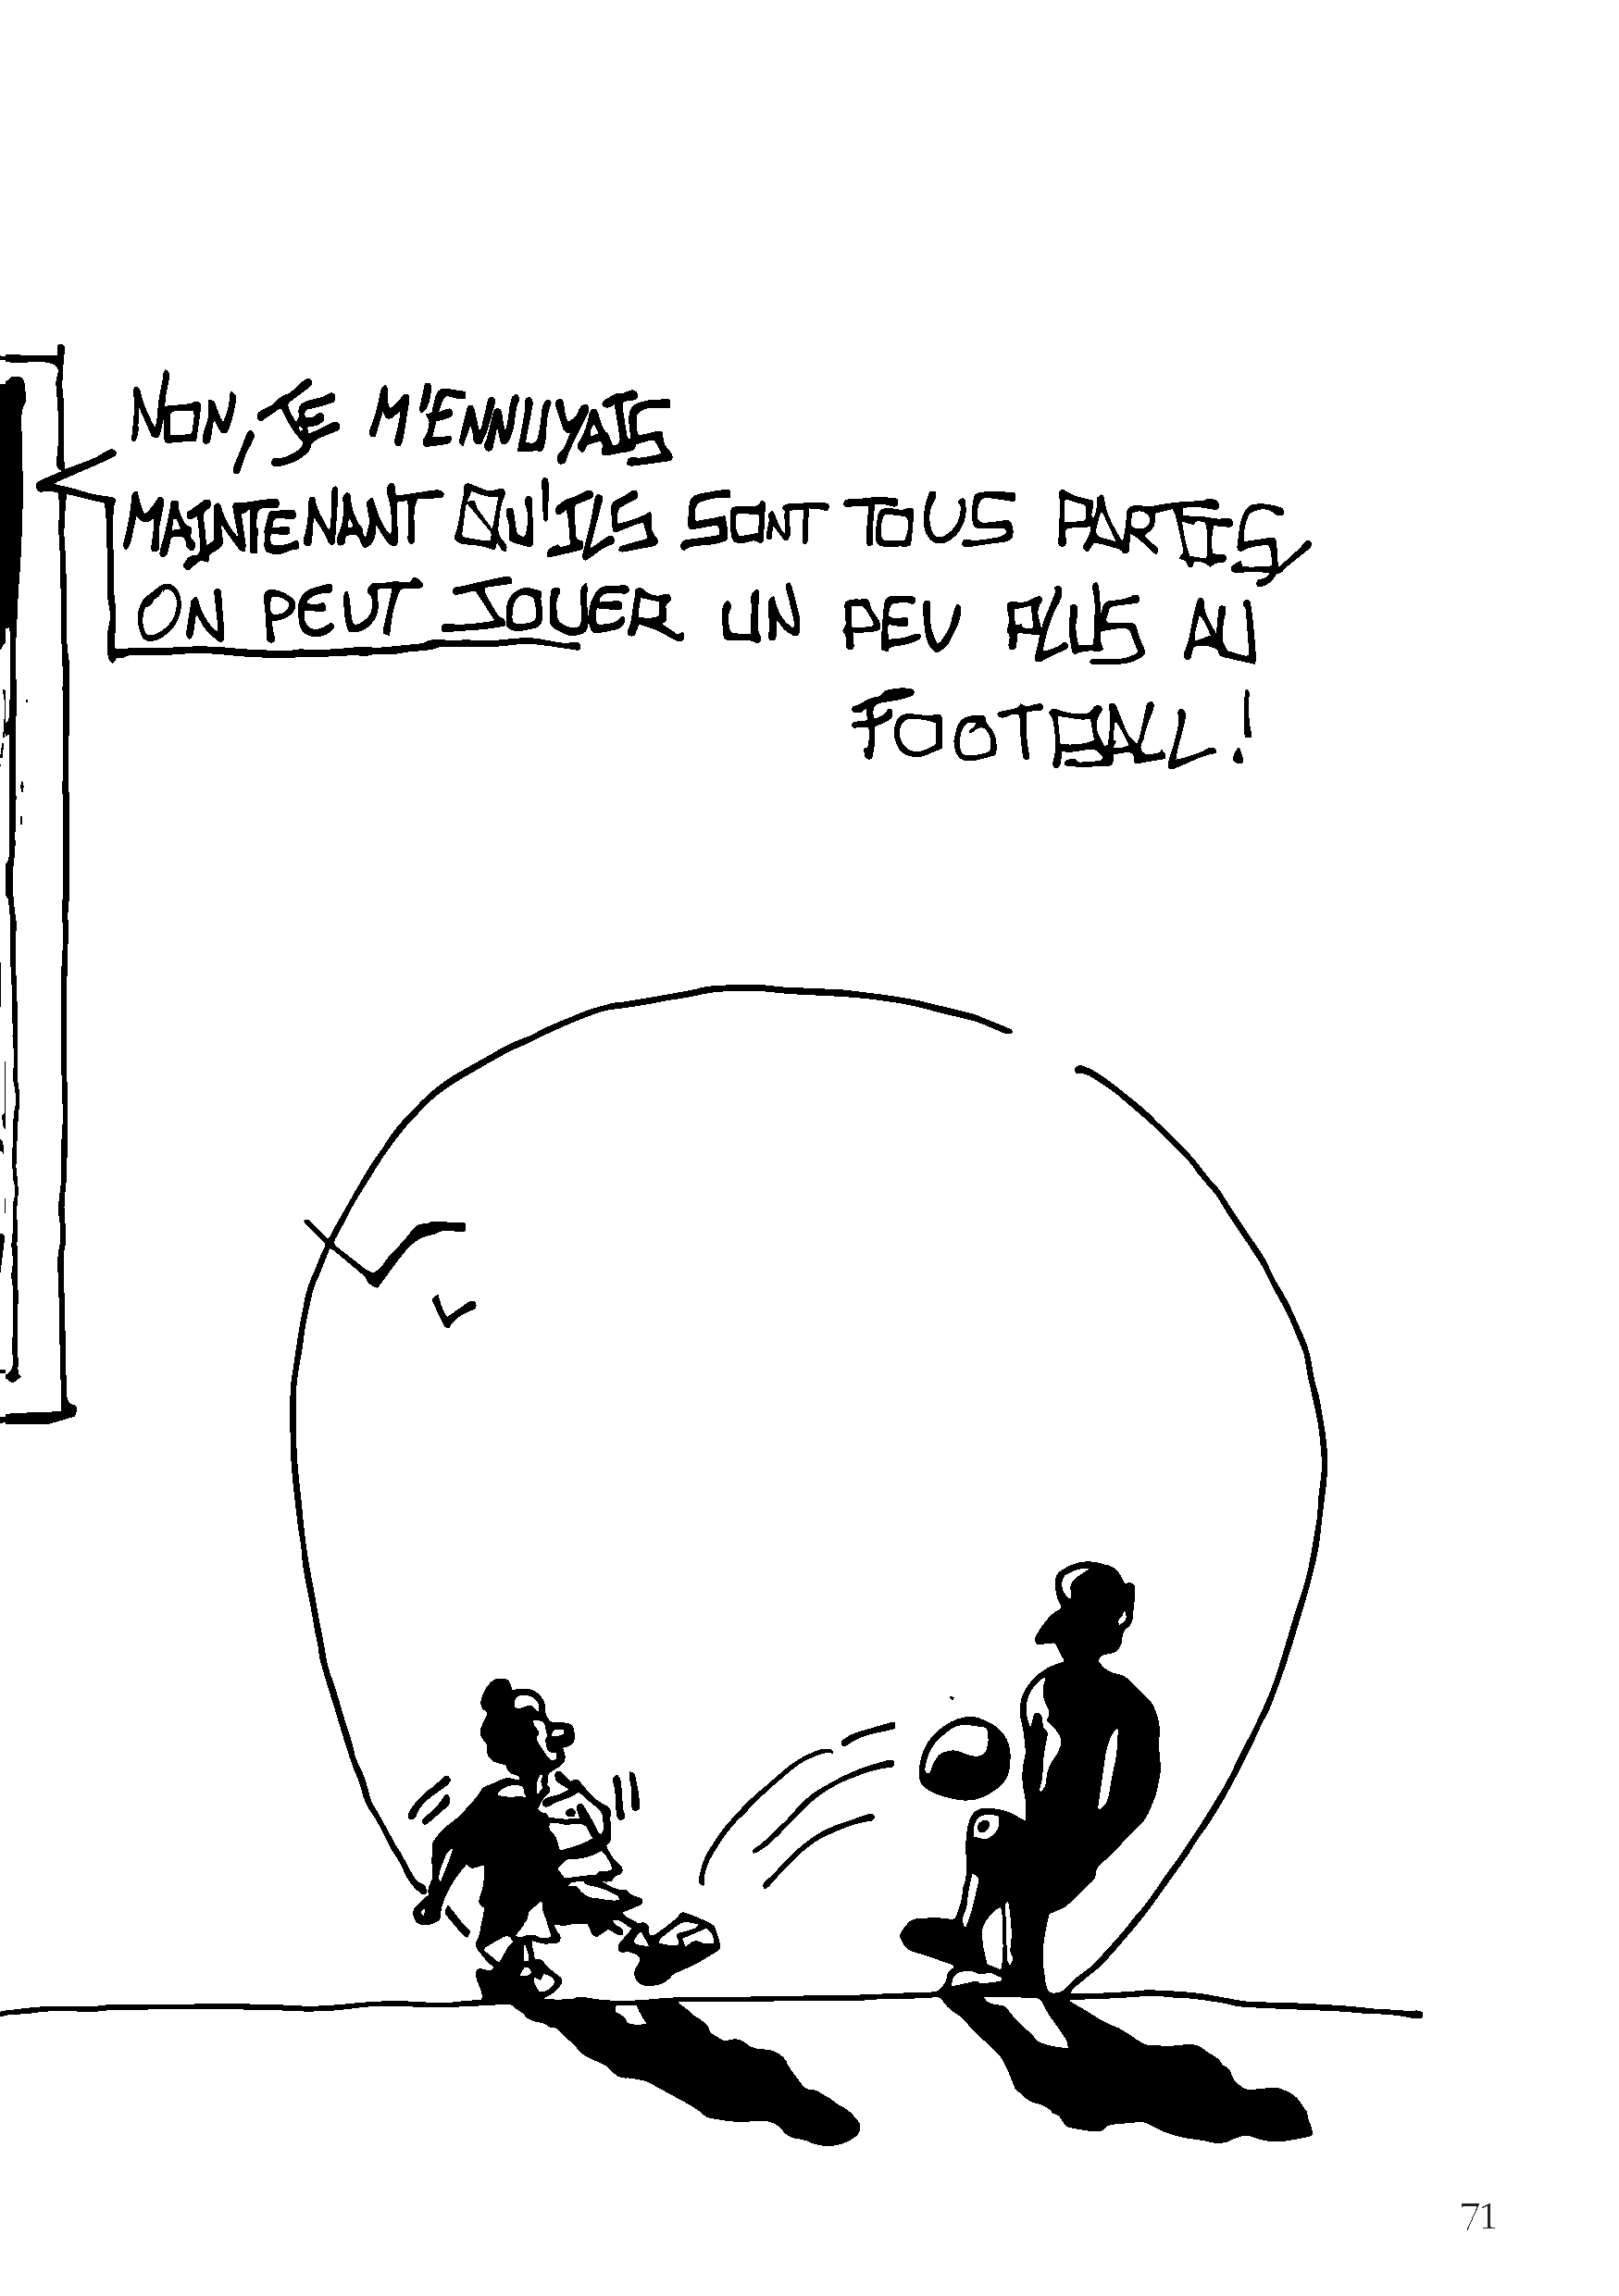 NON, JE M'ENNUYAIS
MAINTENANT QU'ILS SONT TOUS PARTIS,
ON PEUT JOUER UN PEU PLUS AU
FOOTBALL!
71